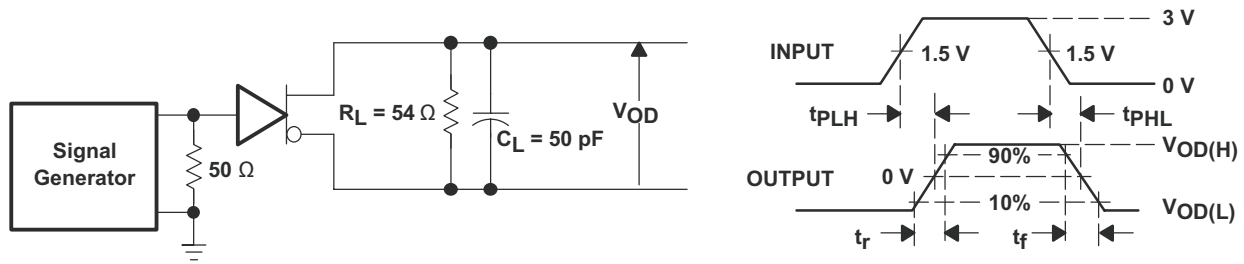 Signal
Generator
50 Ω
R_L = 54 Ω
C_L = 50 pF
V_OD
INPUT
3 V
1.5 V
1.5 V
0 V
t_PLH
t_PHL
V_OD(H)
90%
OUTPUT
0 V
10%
V_OD(L)
t_r
t_f